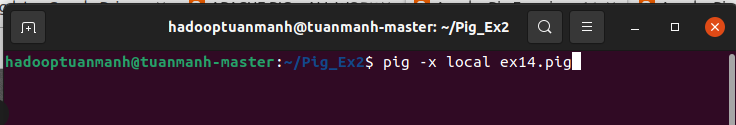 hadooptuanmanh@tuanmanh-master: ~/Pig_Ex2
hadooptuanmanh@tuanmanh-master:~/Pig_Ex2$ pig -x local ex14.pig